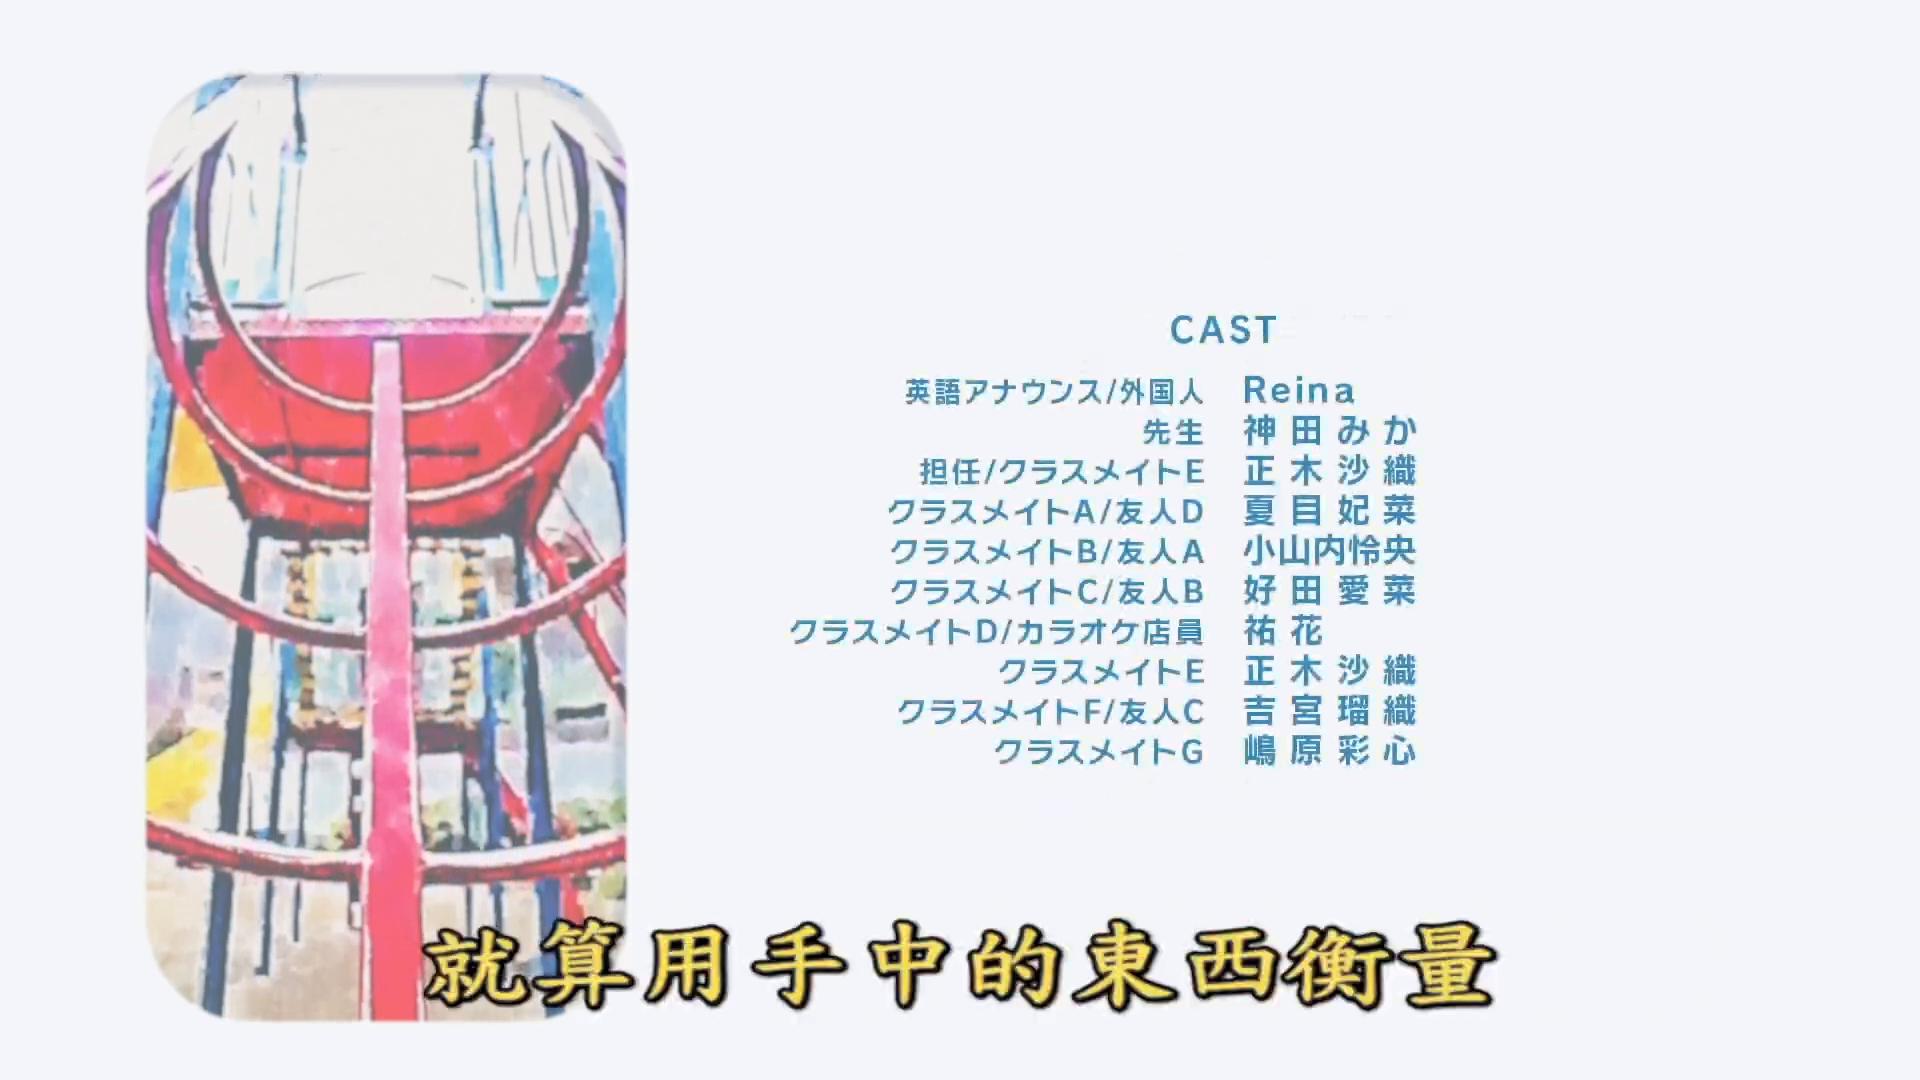 CAST
英語アナウンス/外国人 Reina
先生 神田みか
担任/クラスメイトE 正木沙織
クラスメイトA/友人D 夏目妃菜
クラスメイトB/友人A 小山内怜央
クラスメイトC/友人B 好田愛菜
クラスメイトD/カラオケ店員 祐花
クラスメイトE 正木沙織
クラスメイトF/友人C 吉宮瑠織
クラスメイトG 嶋原彩心
就算用手中的東西衡量